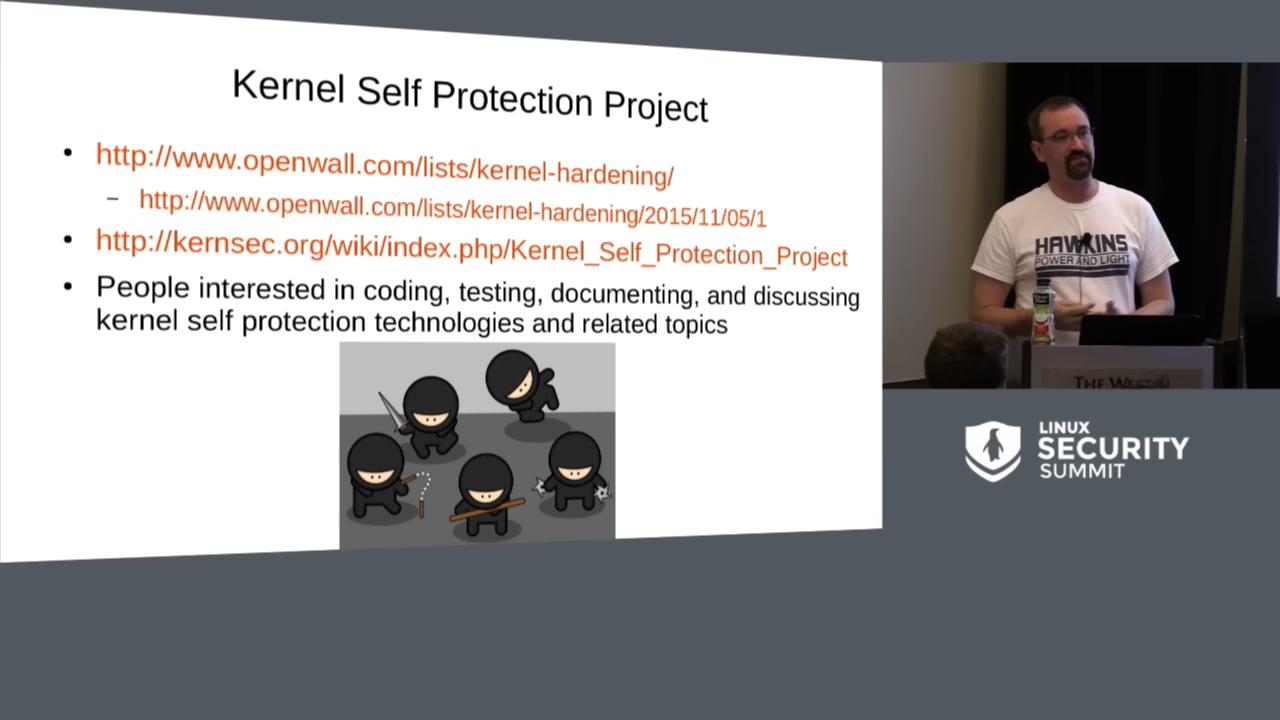 Kernel Self Protection Project
• http://www.openwall.com/lists/kernel-hardening/
– http://www.openwall.com/lists/kernel-hardening/2015/11/05/1
• http://kernsec.org/wiki/index.php/Kernel_Self_Protection_Project
• People interested in coding, testing, documenting, and discussing
kernel self protection technologies and related topics
HAWKINS
POWER AND LIGHT
THE WESTIN
LINUX
SECURITY
SUMMIT